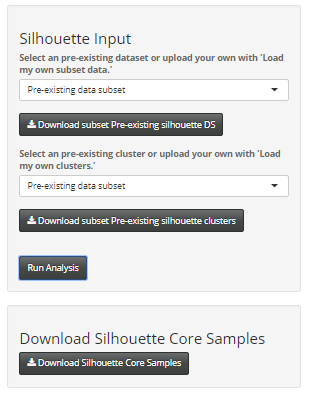 Silhouette Input
Select an pre-existing dataset or upload your own with 'Load
my own subset data.'
Pre-existing data subset
Download subset Pre-existing silhouette DS
Select an pre-existing cluster or upload your own with 'Load
my own clusters.'
Pre-existing data subset
Download subset Pre-existing silhouette clusters
Run Analysis
Download Silhouette Core Samples
Download Silhouette Core Samples